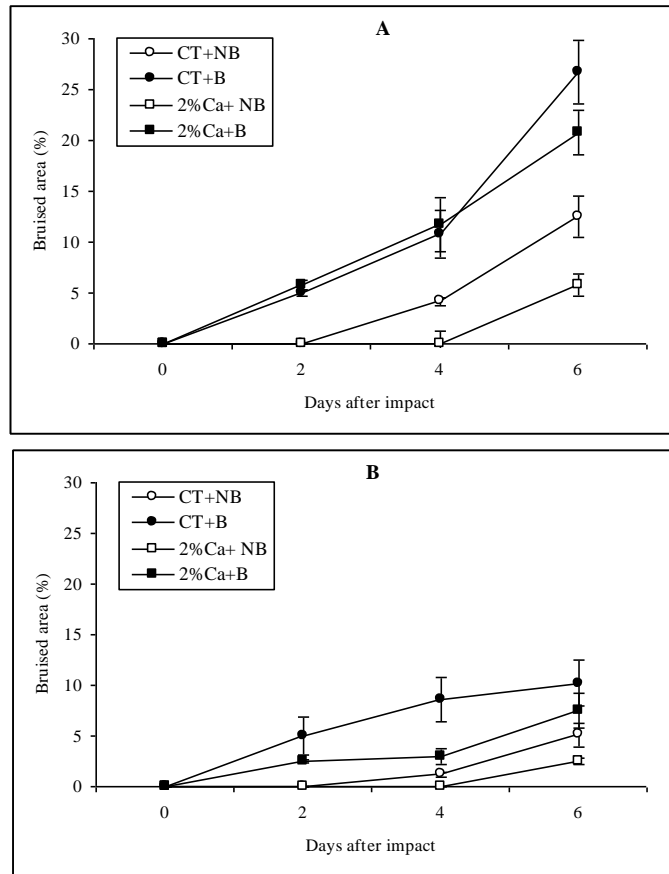 A
CT+NB
CT+B
2%Ca+ NB
2%Ca+B
Bruised area (%)
30
25
20
15
10
5
0
0 2 4 6
Days after impact
B
CT+NB
CT+B
2%Ca+ NB
2%Ca+B
Bruised area (%)
30
25
20
15
10
5
0
0 2 4 6
Days after impact